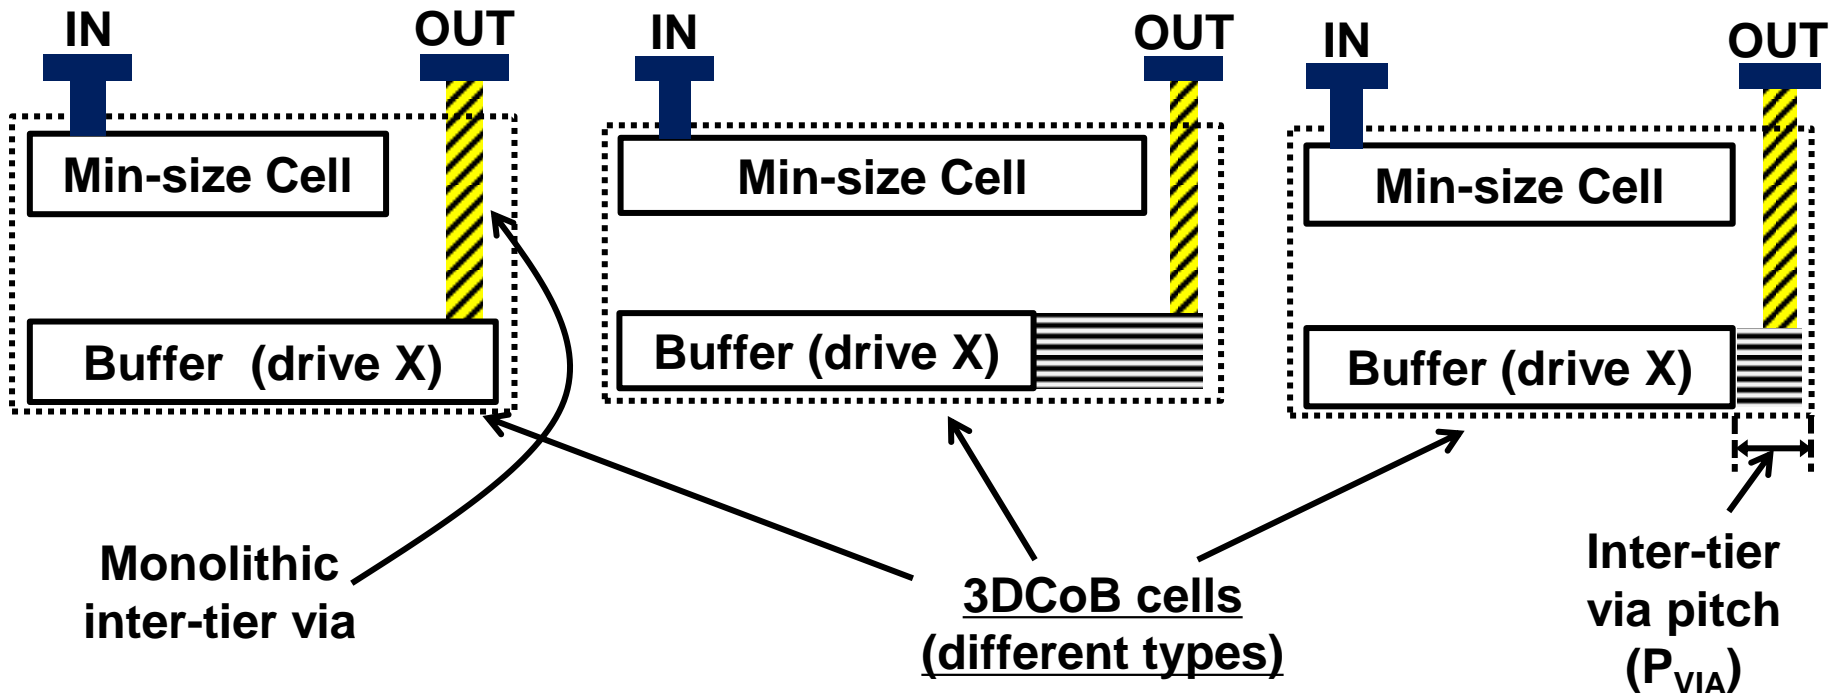 IN
OUT
IN
OUT
IN
OUT
Min-size Cell
Min-size Cell
Min-size Cell
Buffer (drive X)
Buffer (drive X)
Buffer (drive X)
Monolithic
inter-tier via
3DCoB cells
(different types)
Inter-tier
via pitch
(PVIA)